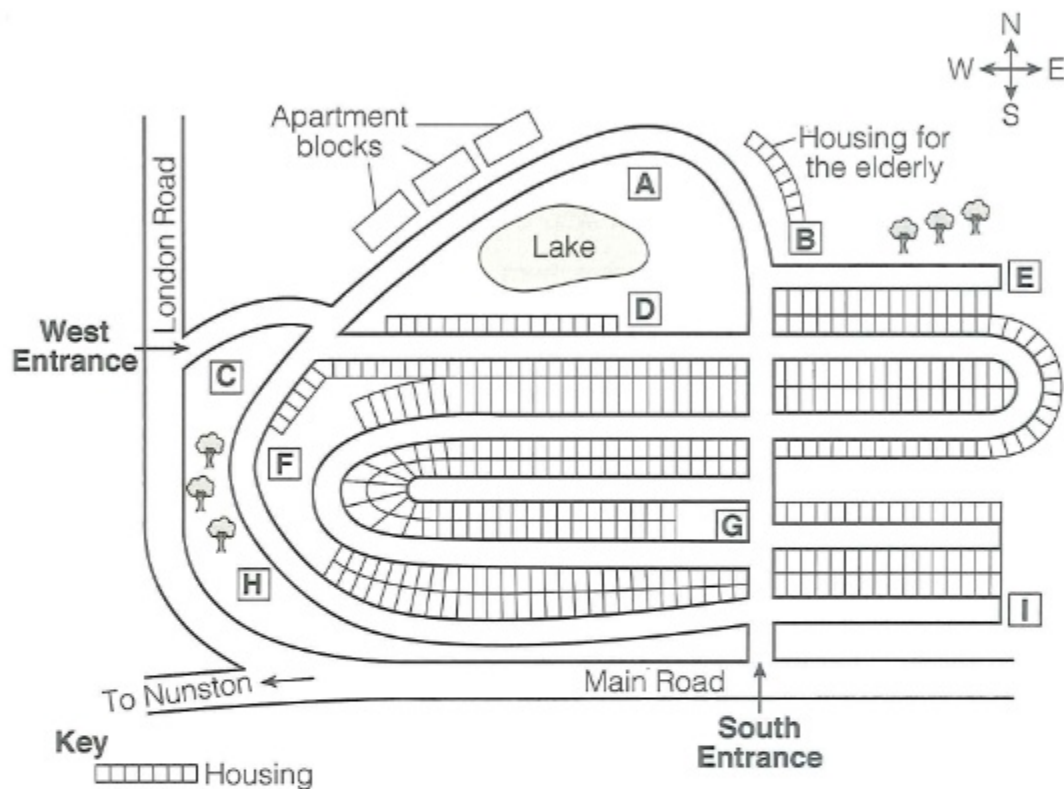 N
W E
S
Apartment
blocks
Housing for
the elderly
London Road
A
B
Lake
E
D
West
Entrance
C
F
G
H
I
To Nunston
Main Road
South
Entrance
Key
Housing